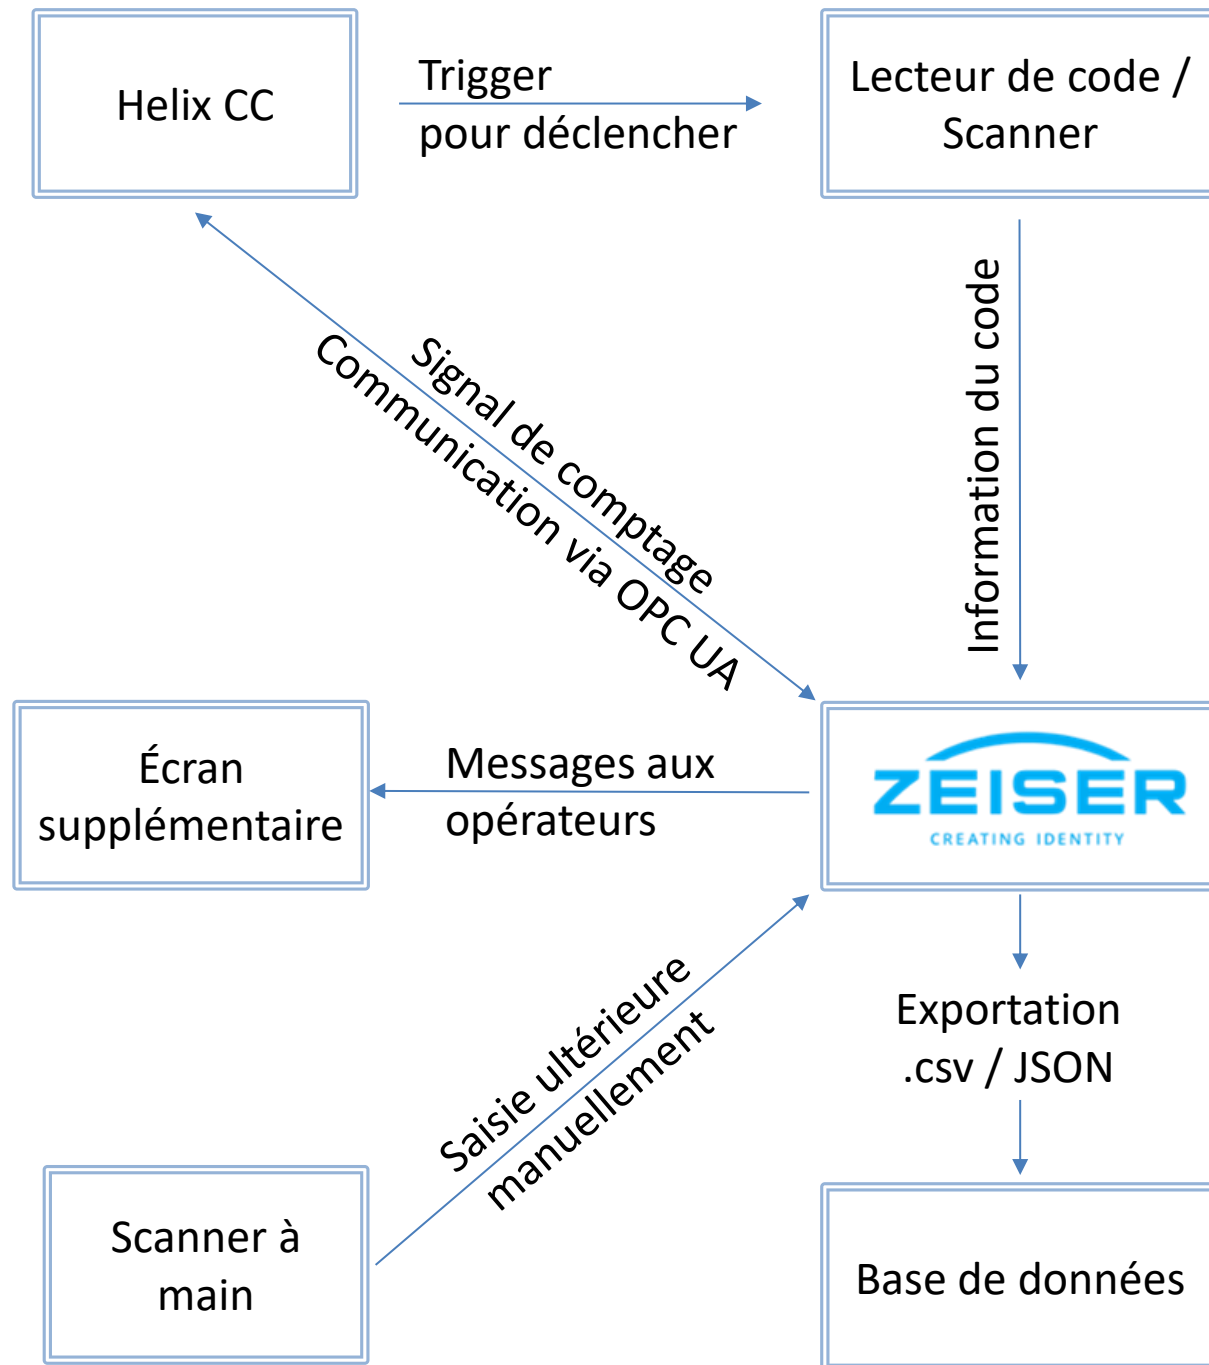 Helix CC
Trigger
pour déclencher
Lecteur de code /
Scanner
Signal de comptage
Communication via OPC UA
Information du code
Écran
supplémentaire
Messages aux
opérateurs
ZEISER
CREATING IDENTITY
Saisie ultérieure
manuellement
Exportation
.csv / JSON
Scanner à
main
Base de données